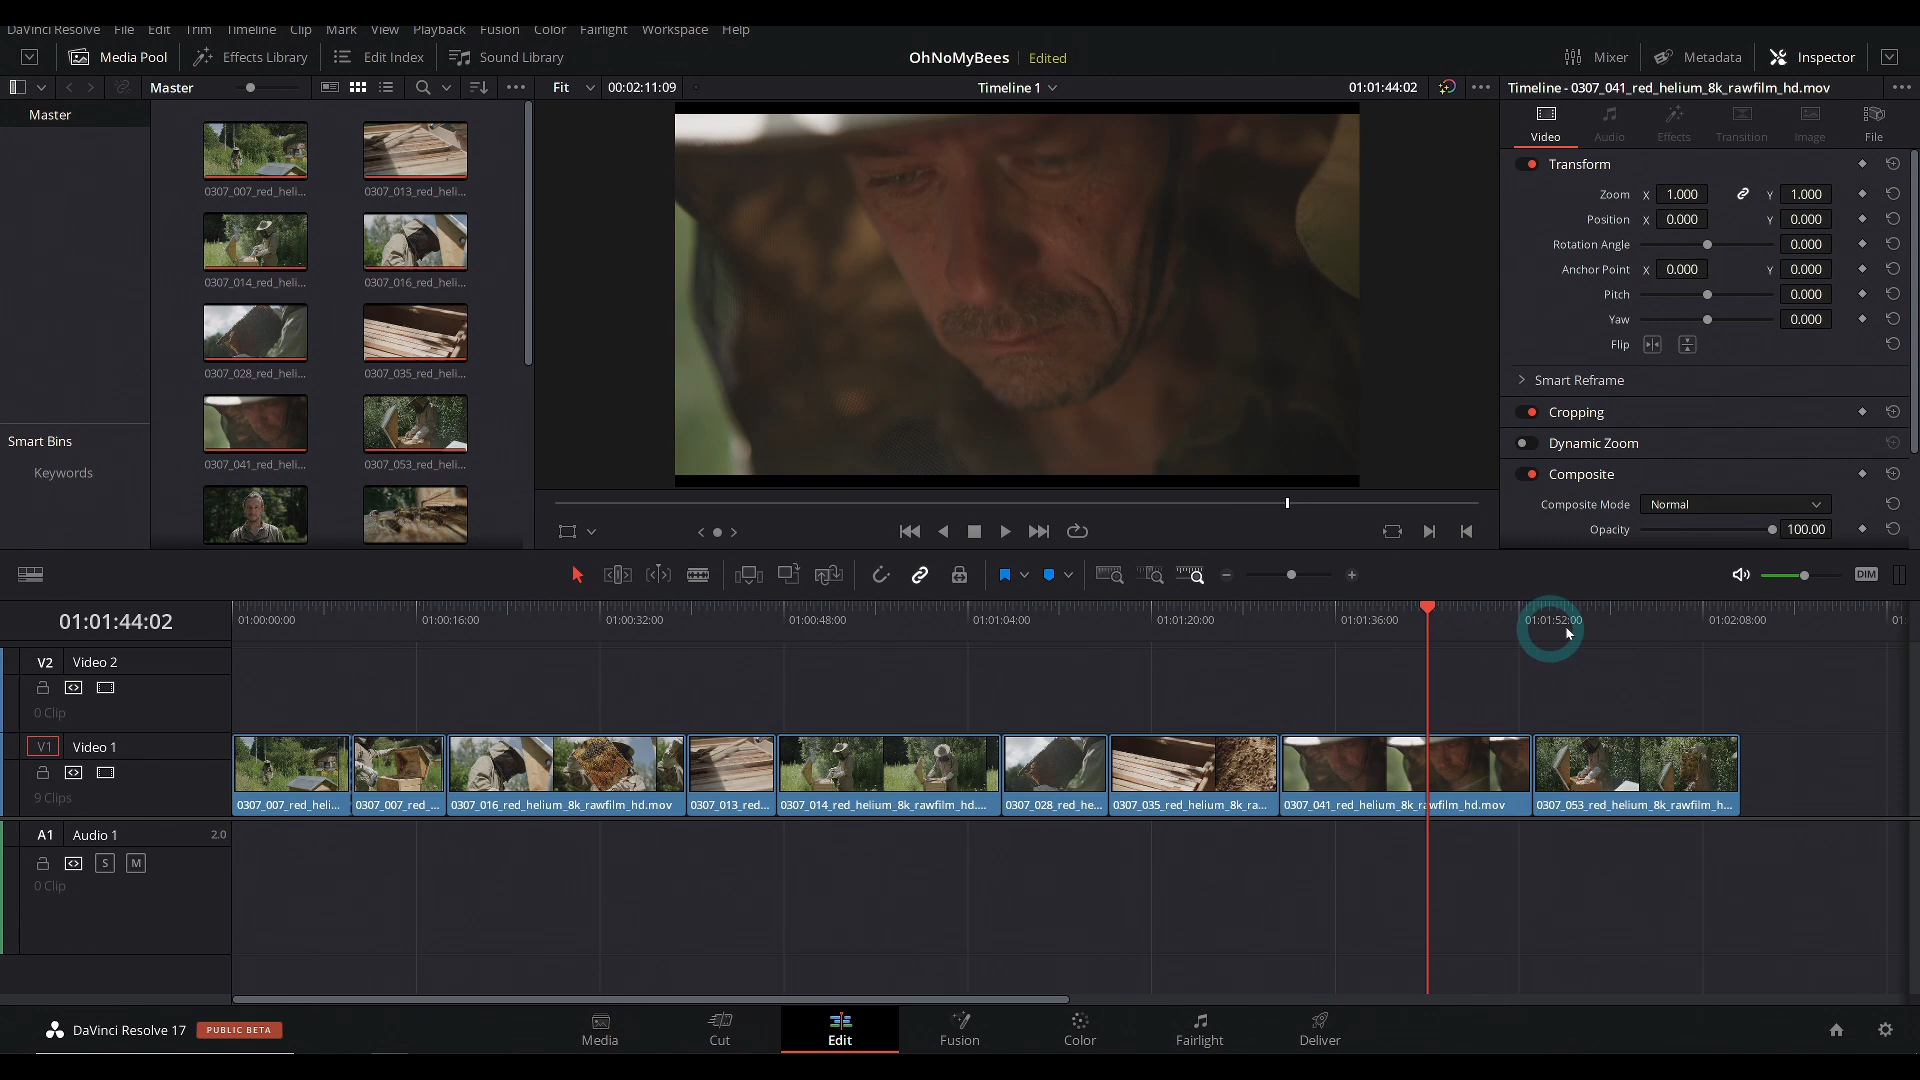 DaVinci Resolve File Edit Trim Timeline Clip Mark View Playback Fusion Color Fairlight Workspace Help
Media Pool Effects Library Edit Index Sound Library OhNoMyBees Edited Mixer Metadata Inspector
Master Fit 00:02:11:09 Timeline 1 01:01:44:02 Timeline - 0307_041_red_helium_8k_rawfilm_hd.mov
Master
Video Audio Effects Transition Image File
Transform
Zoom X 1.000 Y 1.000
0307_007_red_heli... 0307_013_red_heli...
Position X 0.000 Y 0.000
Rotation Angle 0.000
Anchor Point X 0.000 Y 0.000
0307_014_red_heli... 0307_016_red_heli...
Pitch 0.000
Yaw 0.000
Flip
0307_028_red_heli... 0307_035_red_heli...
Smart Reframe
Cropping
Smart Bins
Dynamic Zoom
0307_041_red_heli... 0307_053_red_heli...
Keywords
Composite
Composite Mode Normal
Opacity 100.00
DIM
01:01:44:02 01:00:00:00 01:00:16:00 01:00:32:00 01:00:48:00 01:01:04:00 01:01:20:00 01:01:36:00 01:01:52:00 01:02:08:00 01:
V2 Video 2
0 Clip
V1 Video 1
9 Clips
0307_007_red_heli... 0307_007_red_... 0307_016_red_helium_8k_rawfilm_hd.mov 0307_013_red... 0307_014_red_helium_8k_rawfilm_hd.... 0307_028_red_he... 0307_035_red_helium_8k_ra... 0307_041_red_helium_8k_rawfilm_hd.mov 0307_053_red_helium_8k_rawfilm_h...
A1 Audio 1 2.0
S M
0 Clip
DaVinci Resolve 17 PUBLIC BETA
Media Cut Edit Fusion Color Fairlight Deliver